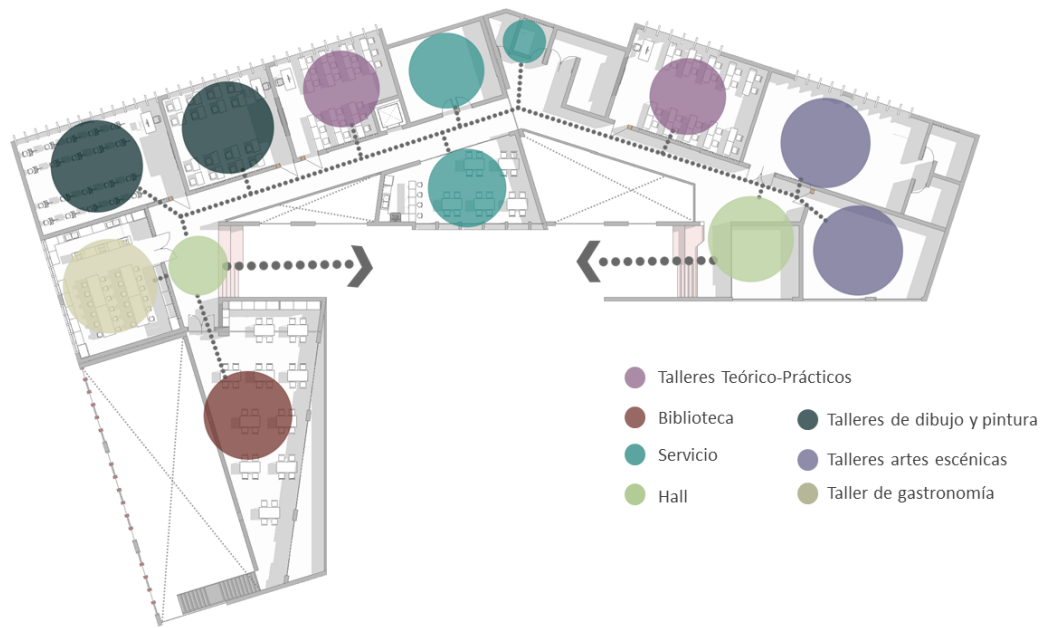 Talleres Teórico-Prácticos
Biblioteca
Servicio
Hall
Talleres de dibujo y pintura
Talleres artes escénicas
Taller de gastronomía